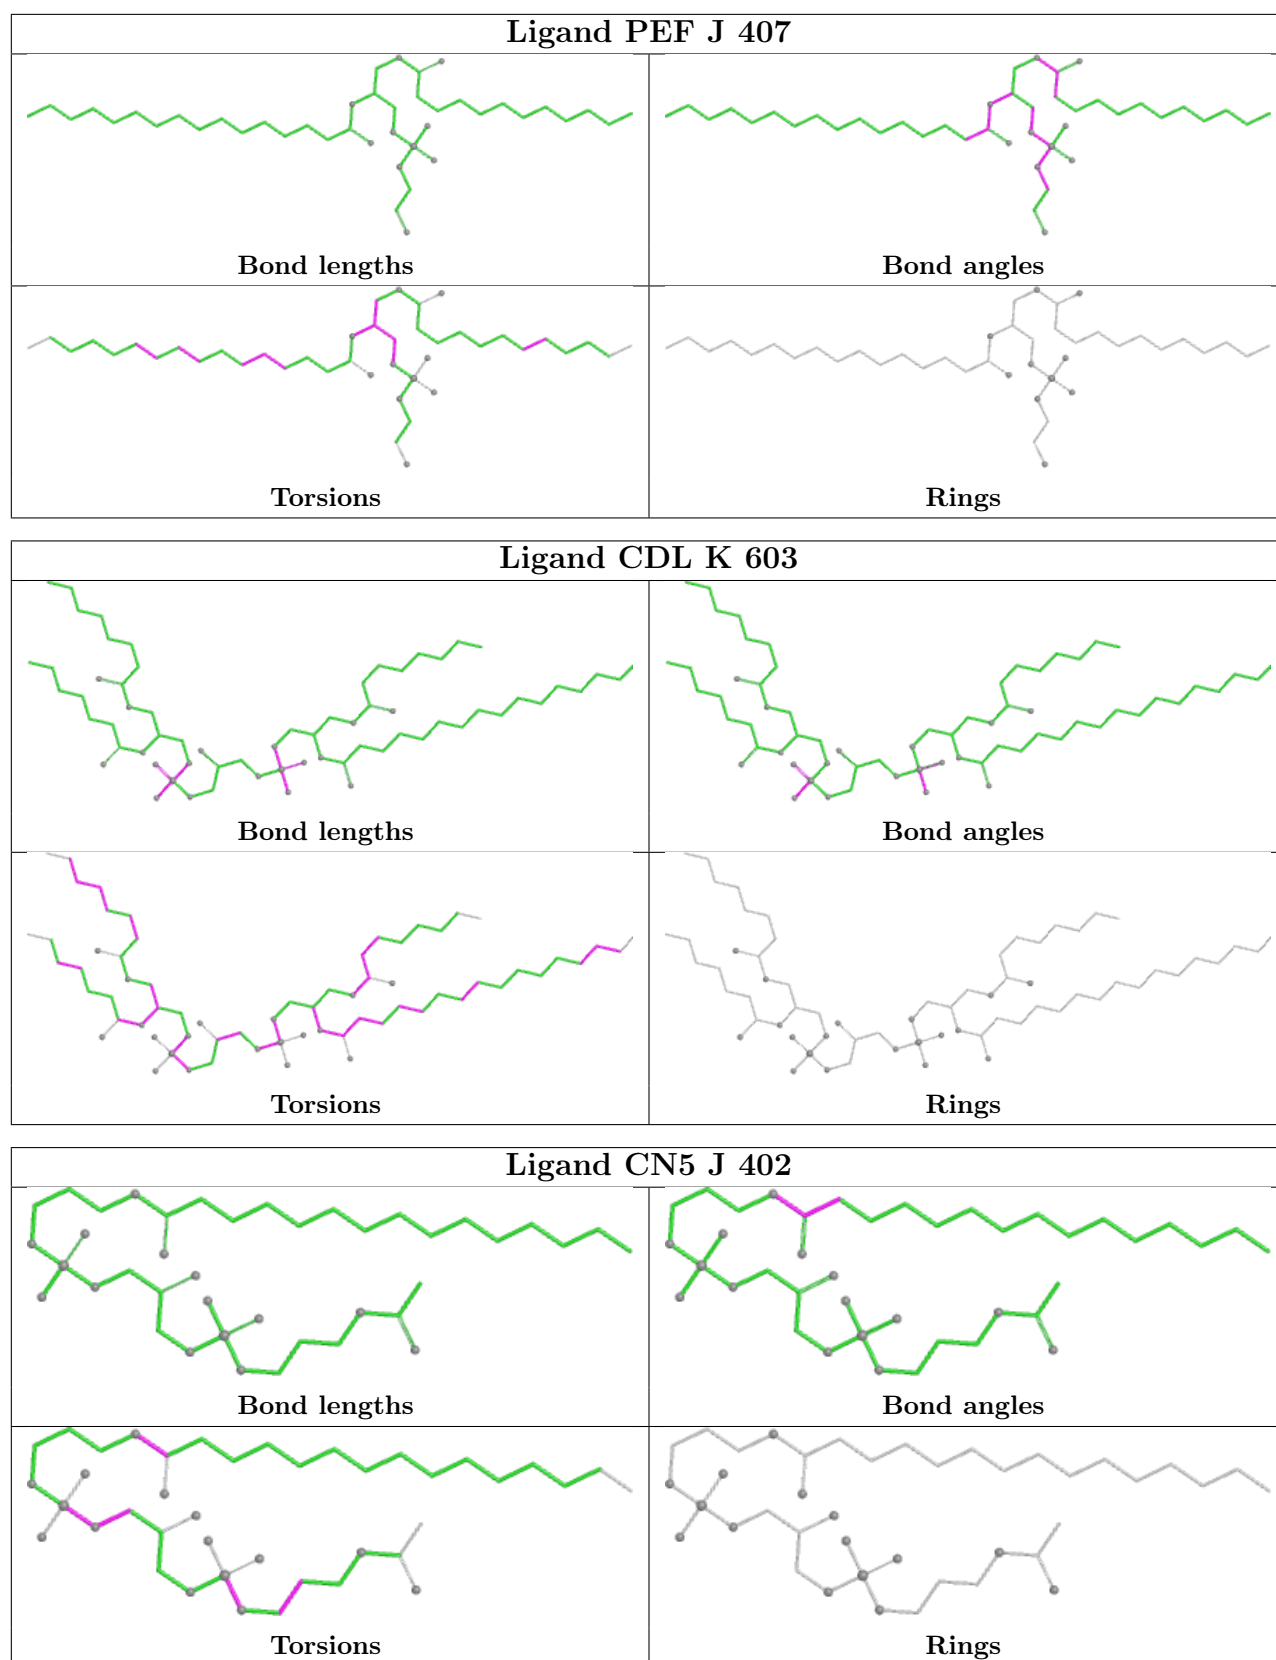 Ligand PEF J 407
Bond lengths
Bond angles
Torsions
Rings
Ligand CDL K 603
Bond lengths
Bond angles
Torsions
Rings
Ligand CN5 J 402
Bond lengths
Bond angles
Torsions
Rings